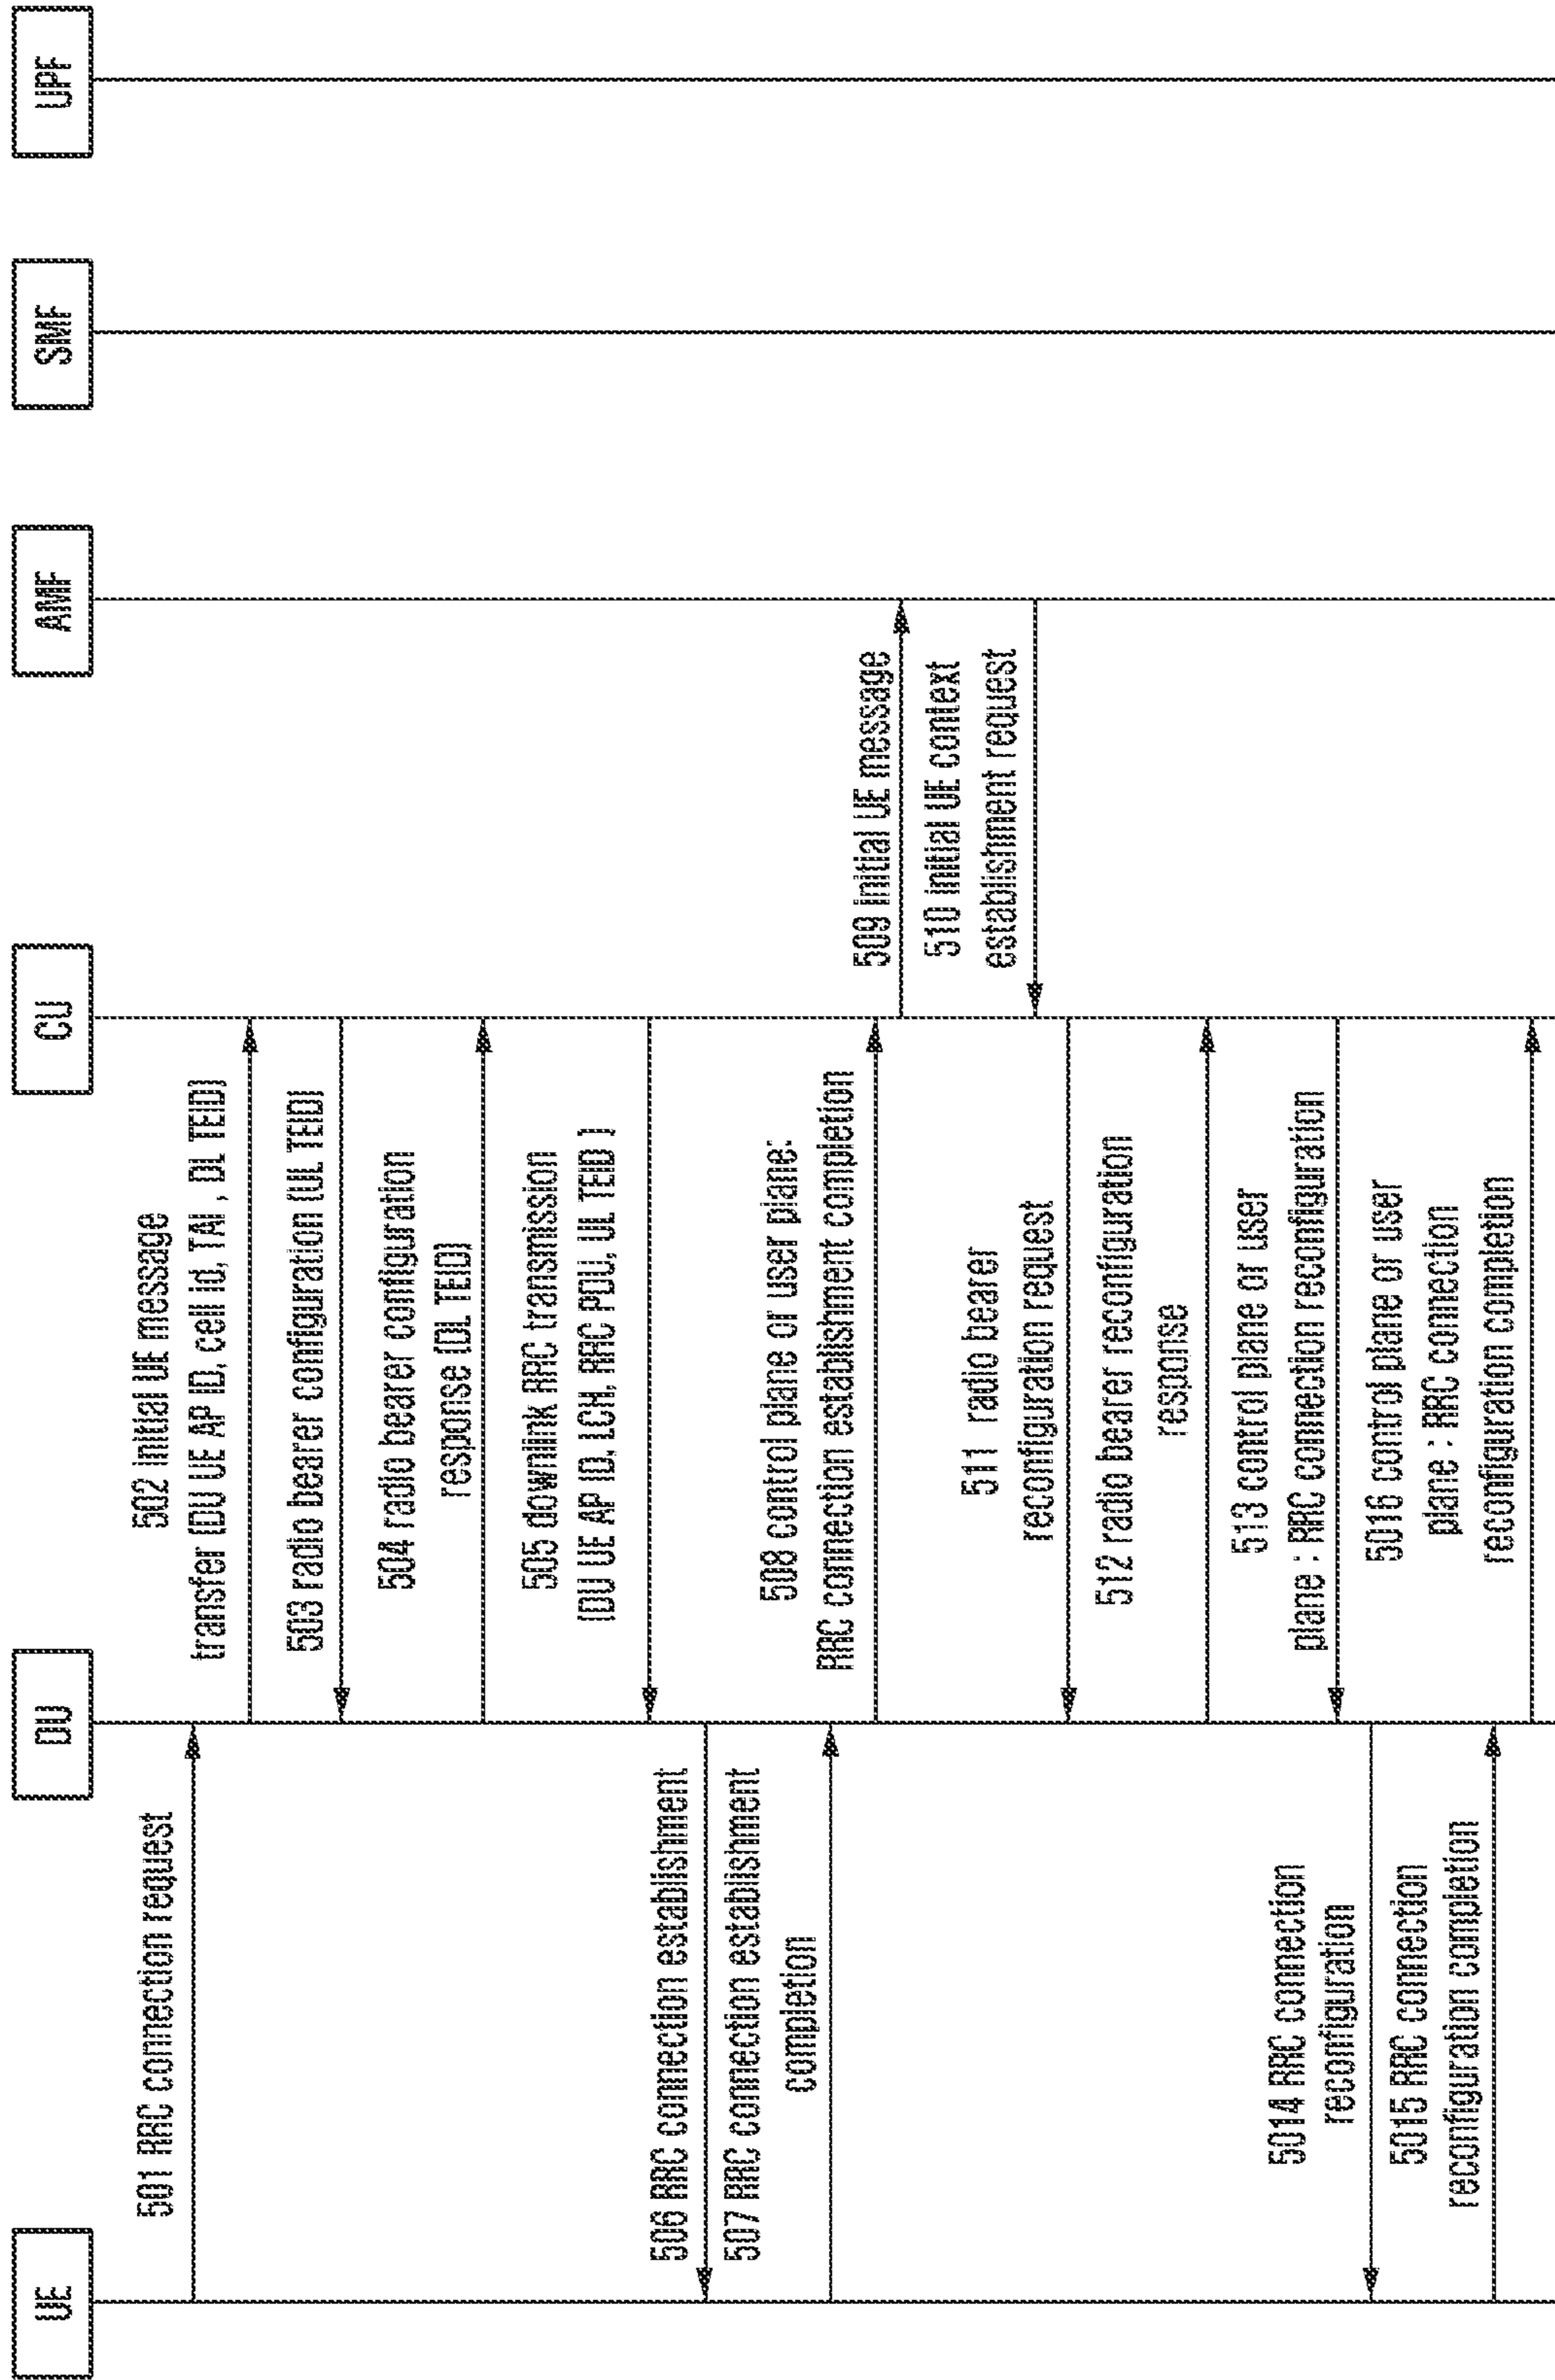 UE
DU
CU
AMF
SMF
UPF
501 RRC connection request
502 initial UE message
transfer (DU UE AP ID, cell id, TAI , DL TEID)
503 radio bearer configuration (UL TEID)
504 radio bearer configuration
response (DL TEID)
505 downlink RRC transmission
(DU UE AP ID, LCH, RRC PDU, UL TEID )
506 RRC connection establishment
507 RRC connection establishment
completion
508 control plane or user plane:
RRC connection establishment completion
509 initial UE message
510 initial UE context
establishment request
511 radio bearer
reconfiguration request
512 radio bearer reconfiguration
response
513 control plane or user
plane : RRC connection reconfiguration
5014 RRC connection
reconfiguration
5015 RRC connection
reconfiguration completion
5016 control plane or user
plane : RRC connection
reconfiguration completion